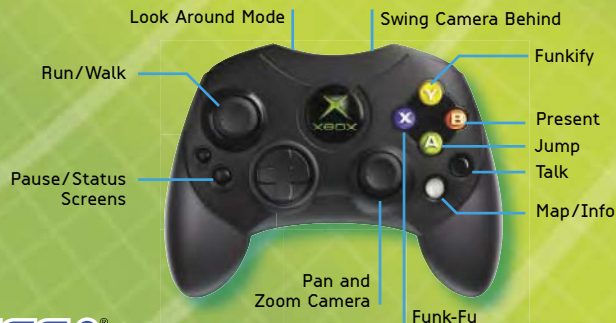 Look Around Mode
Swing Camera Behind
Run/Walk
Funkify
Y
X
B
XBOX
Present
A
Jump
Talk
Pause/Status
Screens
Map/Info
Pan and
Zoom Camera
Funk-Fu
®